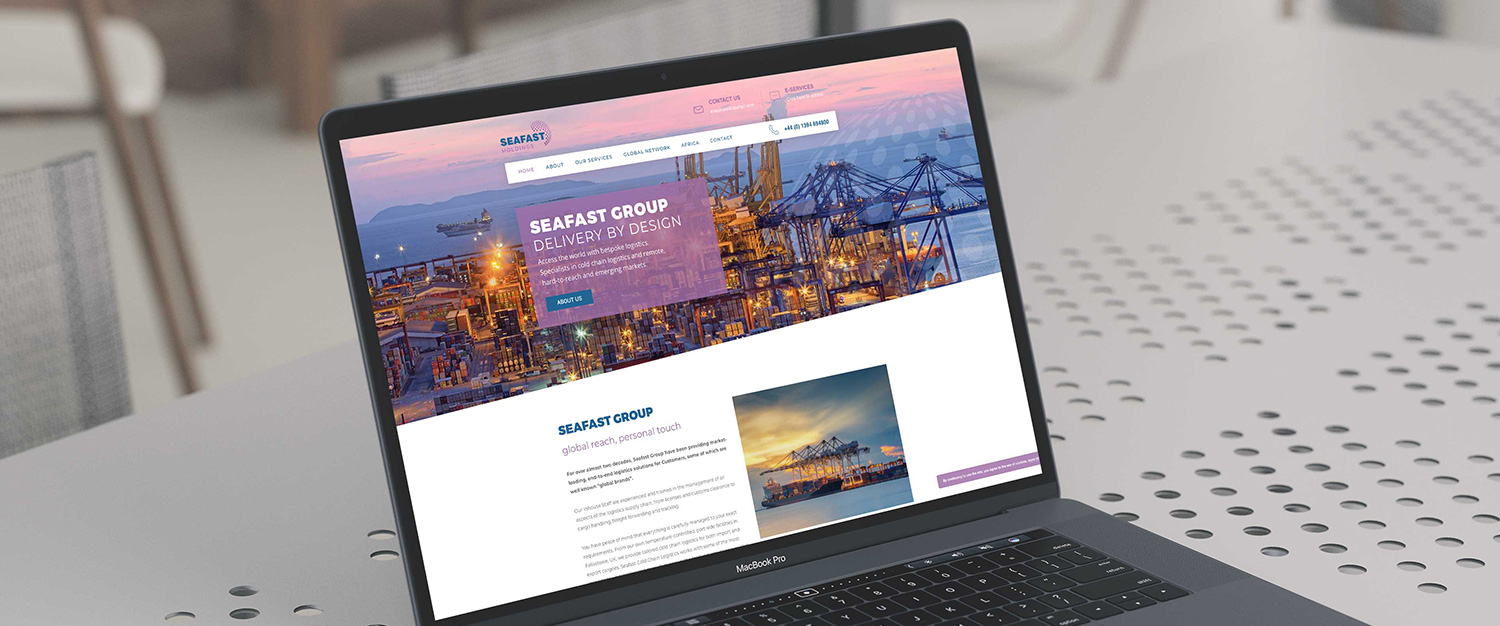 CONTACT US
E-SERVICES
SEAFAST
HOLDINGS
+44 (0) 1394 884800
HOME ABOUT OUR SERVICES GLOBAL NETWORK AFRICA CONTACT
SEAFAST GROUP
DELIVERY BY DESIGN
Access the world with bespoke logistics.
Specialists in cold chain logistics and remote,
hard-to-reach and emerging markets.
ABOUT US
SEAFAST GROUP
global reach, personal touch
For over almost two decades, Seafast Group have been providing market-
leading, end-to-end logistics solutions for Customers, some of which are
well known "global brands".
Our inhouse Staff are experienced and trained in the management of all
aspects of the logistics supply chain, from licenses and customs clearance to
cargo handling, freight forwarding and tracking.
You have peace of mind that everything is carefully managed to your exact
requirements. From our own temperature-controlled, port side facilities in
Felixstowe, UK, we provide tailored cold chain logistics for both import and
export cargoes. Seafast Cold Chain Logistics works with some of the most
By continuing to use the site, you agree to the use of cookies.
MacBook Pro